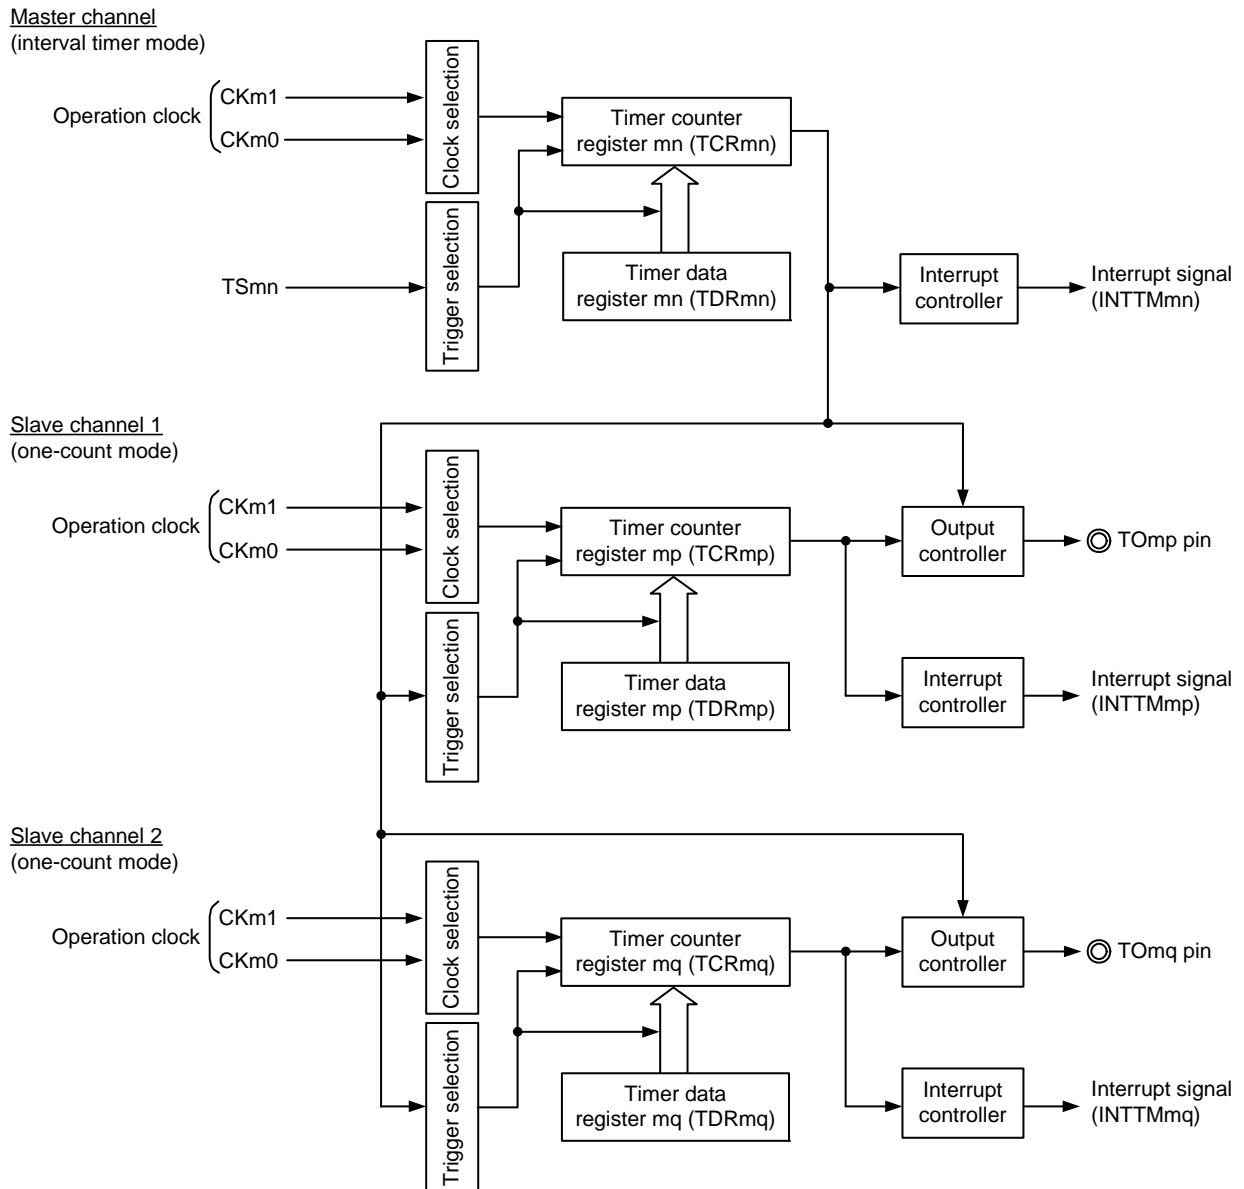 Master channel
(interval timer mode)
Operation clock
CKm1
CKm0
Clock selection
Timer counter
register mn (TCRmn)
TSmn
Trigger selection
Timer data
register mn (TDRmn)
Interrupt
controller
Interrupt signal
(INTTMmn)
Slave channel 1
(one-count mode)
Operation clock
CKm1
CKm0
Clock selection
Timer counter
register mp (TCRmp)
Output
controller
TOmp pin
Trigger selection
Timer data
register mp (TDRmp)
Interrupt
controller
Interrupt signal
(INTTMmp)
Slave channel 2
(one-count mode)
Operation clock
CKm1
CKm0
Clock selection
Timer counter
register mq (TCRmq)
Output
controller
TOmq pin
Trigger selection
Timer data
register mq (TDRmq)
Interrupt
controller
Interrupt signal
(INTTMmq)